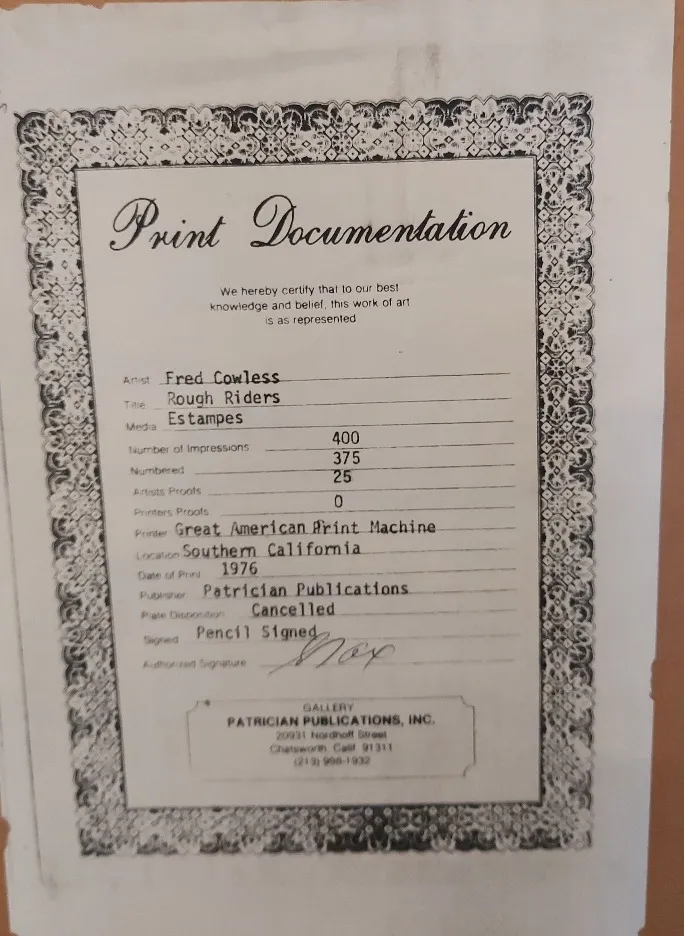 Print Documentation
We hereby certify that to our best
knowledge and belief, this work of art
is as represented
Artist Fred Cowless
Title Rough Riders
Media Estampes
Number of Impressions 400
Numbered 375
Artists Proofs 25
Printers Proofs 0
Printer Great American Print Machine
Location Southern California
Date of Print 1976
Publisher Patrician Publications
Plate Disposition Cancelled
Signed Pencil Signed
Authorized Signature
GALLERY
PATRICIAN PUBLICATIONS, INC.
20931 Nordhoff Street
Chatsworth Calif 91311
(213) 998-1932